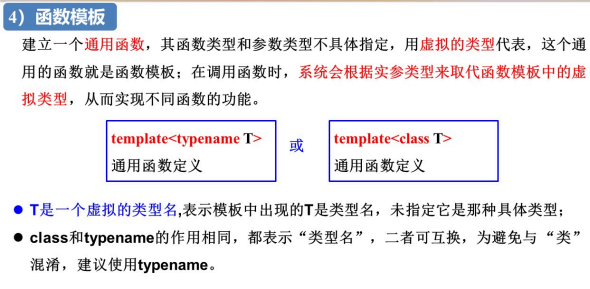 4）函数模板
建立一个通用函数，其函数类型和参数类型不具体指定，用虚拟的类型代表，这个通
用的函数就是函数模板；在调用函数时，系统会根据实参类型来取代函数模板中的虚
拟类型，从而实现不同函数的功能。
template<typename T>
通用函数定义
或
template<class T>
通用函数定义
● T是一个虚拟的类型名,表示模板中出现的T是类型名，未指定它是那种具体类型；
● class和typename的作用相同，都表示“类型名”，二者可互换，为避免与“类”
混淆，建议使用typename。